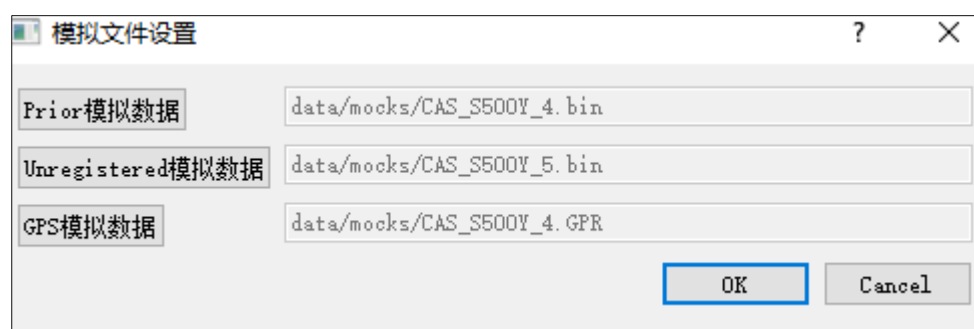 模拟文件设置
Prior模拟数据 data/mocks/CAS_S500Y_4.bin
Unregistered模拟数据 data/mocks/CAS_S500Y_5.bin
GPS模拟数据 data/mocks/CAS_S500Y_4.GPR
OK Cancel